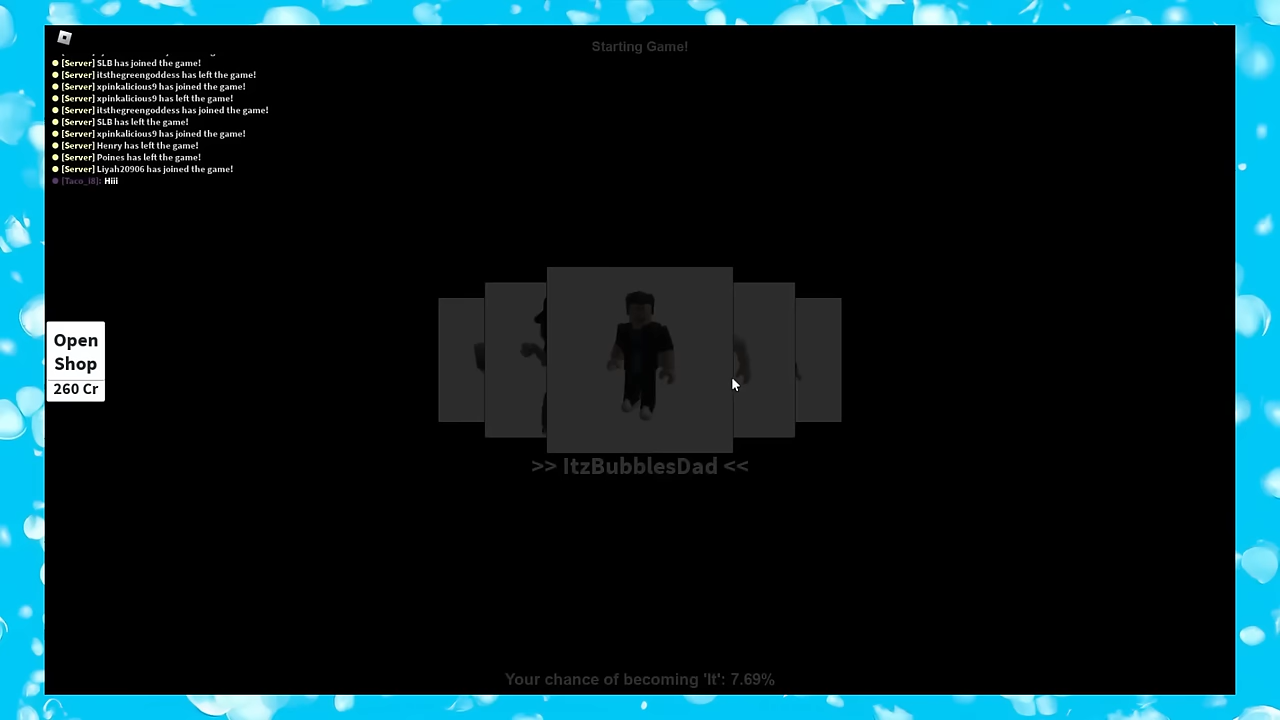 Starting Game!
[Server] SLB has joined the game!
[Server] itsthegreengoddess has left the game!
[Server] xpinkalicious9 has joined the game!
[Server] xpinkalicious9 has left the game!
[Server] itsthegreengoddess has joined the game!
[Server] SLB has left the game!
[Server] xpinkalicious9 has joined the game!
[Server] Henry has left the game!
[Server] Poines has left the game!
[Server] Liyah20906 has joined the game!
[Taco_i8]: Hiii
Open
Shop
260 Cr
>> ItzBubblesDad <<
Your chance of becoming 'It': 7.69%